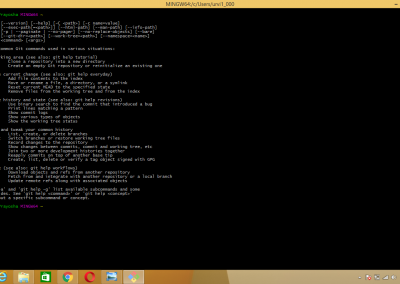 MINGW64:/c/Users/umi1_000
MINGW64 ~
[--version] [--help] [-C <path>] [-c name=value]
[--exec-path[=<path>]] [--html-path] [--man-path] [--info-path]
[-p | --paginate | --no-pager] [--no-replace-objects] [--bare]
[--git-dir=<path>] [--work-tree=<path>] [--namespace=<name>]
<command> [<args>]
ommon Git commands used in various situations:
king area (see also: git help tutorial)
Clone a repository into a new directory
Create an empty Git repository or reinitialize an existing one
current change (see also: git help everyday)
Add file contents to the index
Move or rename a file, a directory, or a symlink
Reset current HEAD to the specified state
Remove files from the working tree and from the index
history and state (see also: git help revisions)
Use binary search to find the commit that introduced a bug
Print lines matching a pattern
Show commit logs
Show various types of objects
Show the working tree status
and tweak your common history
List, create, or delete branches
Switch branches or restore working tree files
Record changes to the repository
Show changes between commits, commit and working tree, etc
Join two or more development histories together
Reapply commits on top of another base tip
Create, list, delete or verify a tag object signed with GPG
(see also: git help workflows)
Download objects and refs from another repository
Fetch from and integrate with another repository or a local branch
Update remote refs along with associated objects
a' and 'git help -g' list available subcommands and some
des. See 'git help <command>' or 'git help <concept>'
ut a specific subcommand or concept.
MINGW64 ~